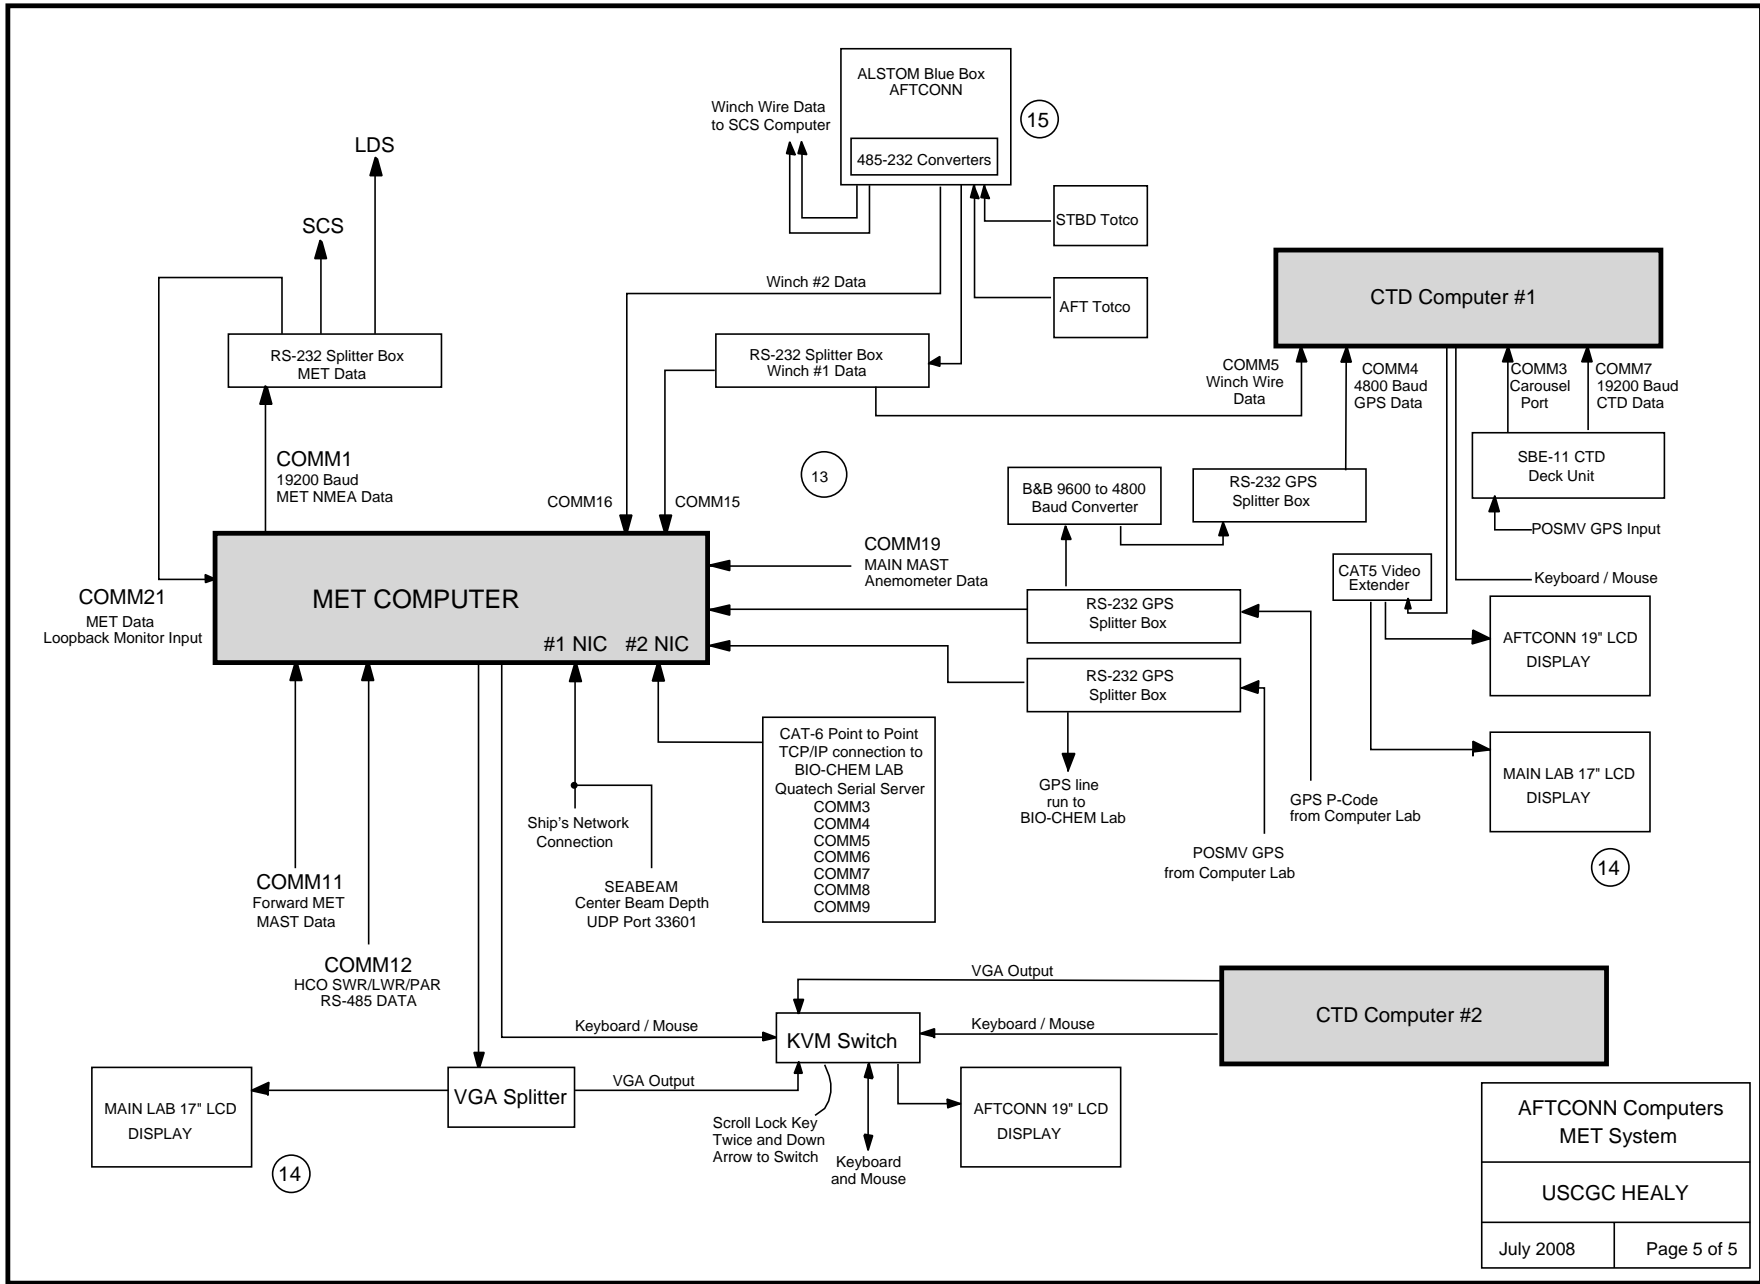 ALSTOM Blue Box
AFTCONN
485-232 Converters
15
Winch Wire Data
to SCS Computer
LDS
SCS
STBD Totco
AFT Totco
Winch #2 Data
RS-232 Splitter Box
MET Data
RS-232 Splitter Box
Winch #1 Data
CTD Computer #1
COMM5
Winch Wire
Data
COMM4
4800 Baud
GPS Data
COMM3
Carousel
Port
COMM7
19200 Baud
CTD Data
COMM1
19200 Baud
MET NMEA Data
COMM16
COMM15
13
B&B 9600 to 4800
Baud Converter
RS-232 GPS
Splitter Box
SBE-11 CTD
Deck Unit
POSMV GPS Input
MET COMPUTER
#1 NIC
#2 NIC
COMM19
MAIN MAST
Anemometer Data
CAT5 Video
Extender
Keyboard / Mouse
COMM21
MET Data
Loopback Monitor Input
RS-232 GPS
Splitter Box
AFTCONN 19" LCD
DISPLAY
RS-232 GPS
Splitter Box
CAT-6 Point to Point
TCP/IP connection to
BIO-CHEM LAB
Quatech Serial Server
COMM3
COMM4
COMM5
COMM6
COMM7
COMM8
COMM9
GPS line
run to
BIO-CHEM Lab
GPS P-Code
from Computer Lab
MAIN LAB 17" LCD
DISPLAY
POSMV GPS
from Computer Lab
14
Ship's Network
Connection
SEABEAM
Center Beam Depth
UDP Port 33601
COMM11
Forward MET
MAST Data
COMM12
HCO SWR/LWR/PAR
RS-485 DATA
VGA Output
Keyboard / Mouse
KVM Switch
Keyboard / Mouse
CTD Computer #2
MAIN LAB 17" LCD
DISPLAY
VGA Splitter
VGA Output
14
Scroll Lock Key
Twice and Down
Arrow to Switch
Keyboard
and Mouse
AFTCONN 19" LCD
DISPLAY
AFTCONN Computers
MET System
USCGC HEALY
July 2008
Page 5 of 5